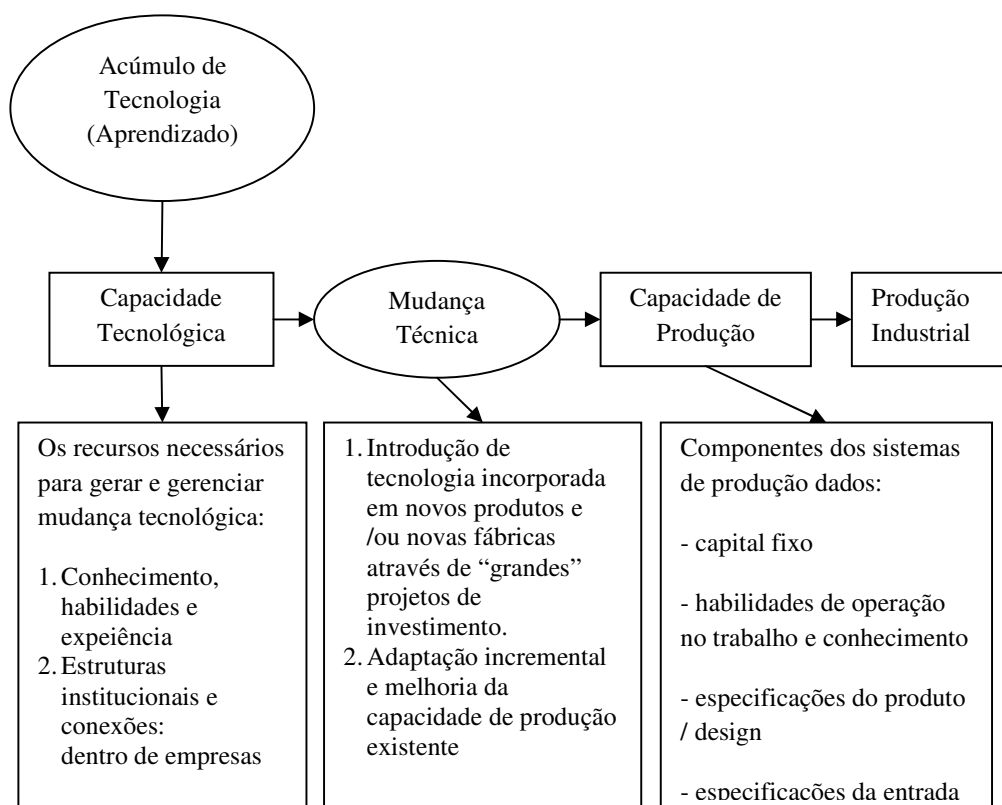 Acúmulo de
Tecnologia
(Aprendizado)
Capacidade
Tecnológica
Mudança
Técnica
Capacidade de
Produção
Produção
Industrial
Os recursos necessários
para gerar e gerenciar
mudança tecnológica:
1. Conhecimento,
habilidades e
expeiência
2. Estruturas
institucionais e
conexões:
dentro de empresas
1. Introdução de
tecnologia incorporada
em novos produtos e
/ou novas fábricas
através de “grandes”
projetos de
investimento.
2. Adaptação incremental
e melhoria da
capacidade de produção
existente
Componentes dos sistemas
de produção dados:
- capital fixo
- habilidades de operação
no trabalho e conhecimento
- especificações do produto
/ design
- especificações da entrada